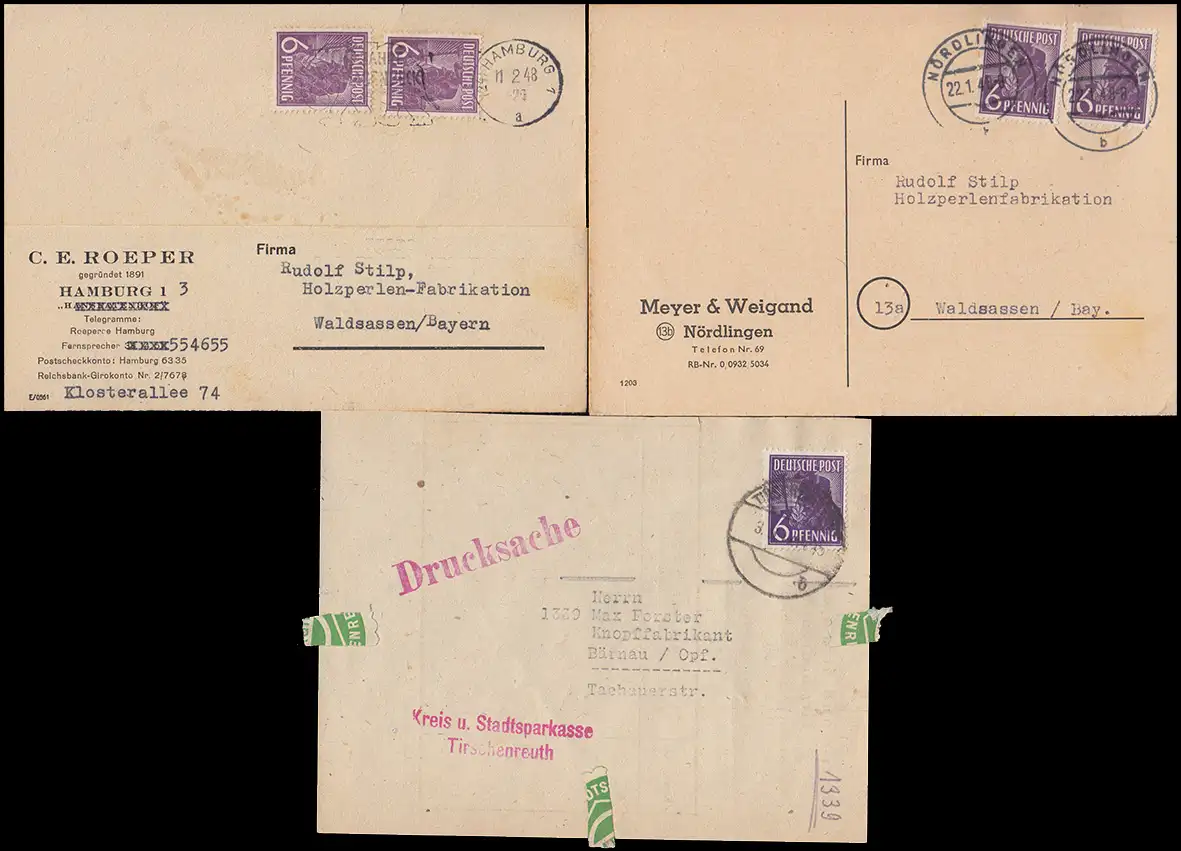 6
PFENNIG
DEUTSCHE POST
6
PFENNIG
DEUTSCHE POST
HAMBURG 1
11.2.48
a
C. E. ROEPER
gegründet 1891
HAMBURG 1 3
Telegramme:
Roeperce Hamburg
Fernsprecher 554655
Postscheckkonto: Hamburg 6335
Reichsbank-Girokonto Nr. 2/7678
Klosterallee 74
Firma
Rudolf Stilp,
Holzperlen-Fabrikation
Waldsassen/Bayern
DEUTSCHE POST
6 PFENNIG
DEUTSCHE POST
6 PFENNIG
NÖRDLINGEN
22.1.4
NÖRDLINGEN
b
Firma
Rudolf Stilp
Holzperlenfabrikation
13a Waldsassen / Bay.
Meyer & Weigand
13b Nördlingen
Telefon Nr. 69
RB-Nr. 0/0932/5034
1203
DEUTSCHE POST
6 PFENNIG
Drucksache
Herrn
1339 Max Forster
Knopffabrikant
Bärnau / Opf.
Tachauerstr.
Kreis u. Stadtsparkasse
Tirschenreuth
1339